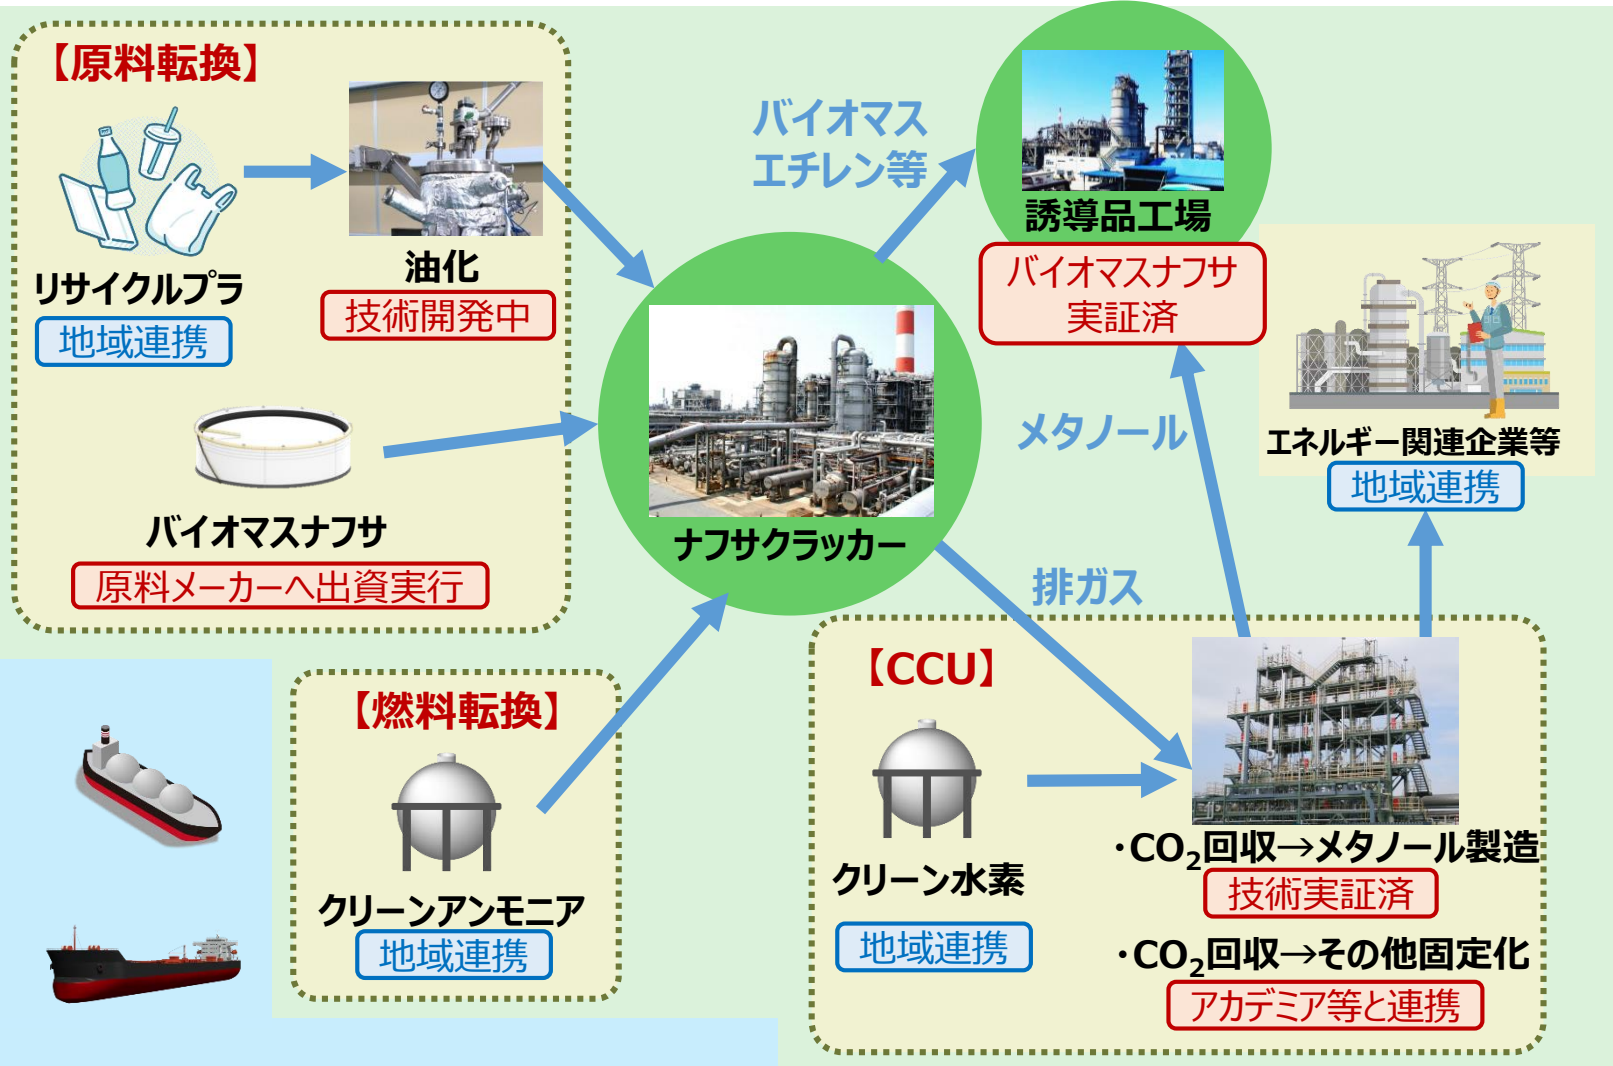 【原料転換】
リサイクルプラ
地域連携
油化
技術開発中
バイオマスナフサ
原料メーカーへ出資実行
【燃料転換】
クリーンアンモニア
地域連携
ナフサクラッカー
バイオマス
エチレン等
誘導品工場
バイオマスナフサ
実証済
メタノール
排ガス
エネルギー関連企業等
地域連携
【CCU】
クリーン水素
地域連携
・CO₂回収→メタノール製造
技術実証済
・CO₂回収→その他固定化
アカデミア等と連携